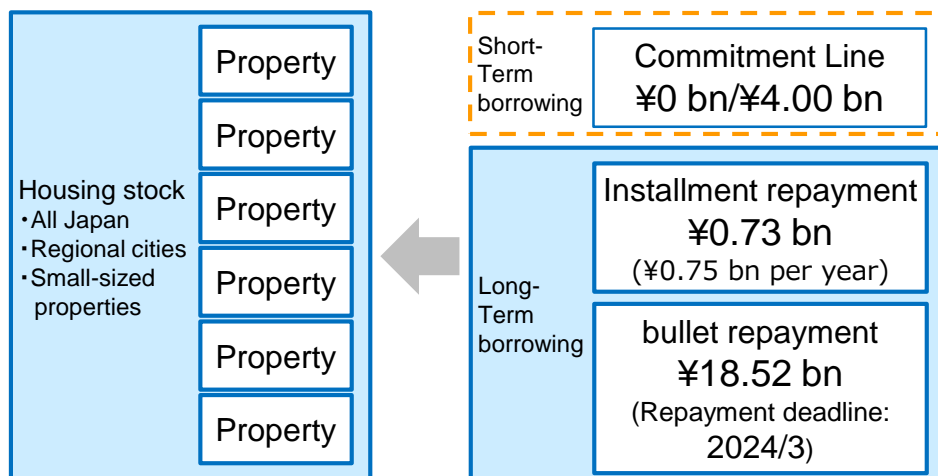 Housing stock
・All Japan
・Regional cities
・Small-sized
properties
Property
Property
Property
Property
Property
Property
Short-
Term
borrowing
Commitment Line
¥0 bn/¥4.00 bn
Long-
Term
borrowing
Installment repayment
¥0.73 bn
(¥0.75 bn per year)
bullet repayment
¥18.52 bn
(Repayment deadline:
2024/3)